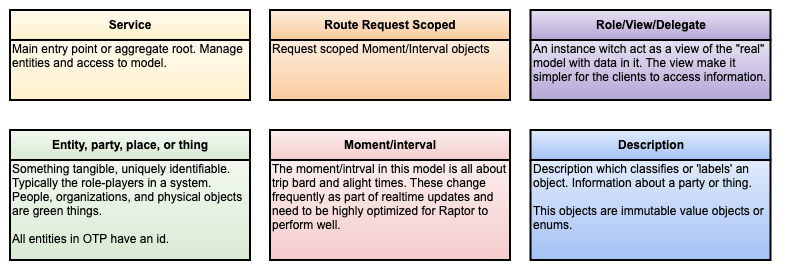 Service
Main entry point or aggregate root. Manage
entities and access to model.
Route Request Scoped
Request scoped Moment/Interval objects
Role/View/Delegate
An instance witch act as a view of the "real"
model with data in it. The view make it
simpler for the clients to access information.
Entity, party, place, or thing
Something tangible, uniquely identifiable.
Typically the role-players in a system.
People, organizations, and physical objects
are green things.
All entities in OTP have an id.
Moment/interval
The moment/intrval in this model is all about
trip bard and alight times. These change
frequently as part of realtime updates and
need to be highly optimized for Raptor to
perform well.
Description
Description which classifies or 'labels' an
object. Information about a party or thing.
This objects are immutable value objects or
enums.